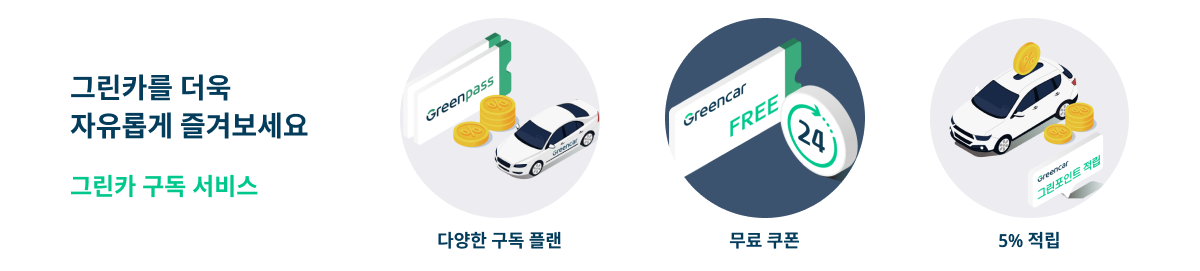 그린카를 더욱
자유롭게 즐겨보세요
그린카 구독 서비스
Greenpass
Greencar
다양한 구독 플랜
Greencar
FREE
24
무료 쿠폰
Greencar
그린포인트 적립
5% 적립